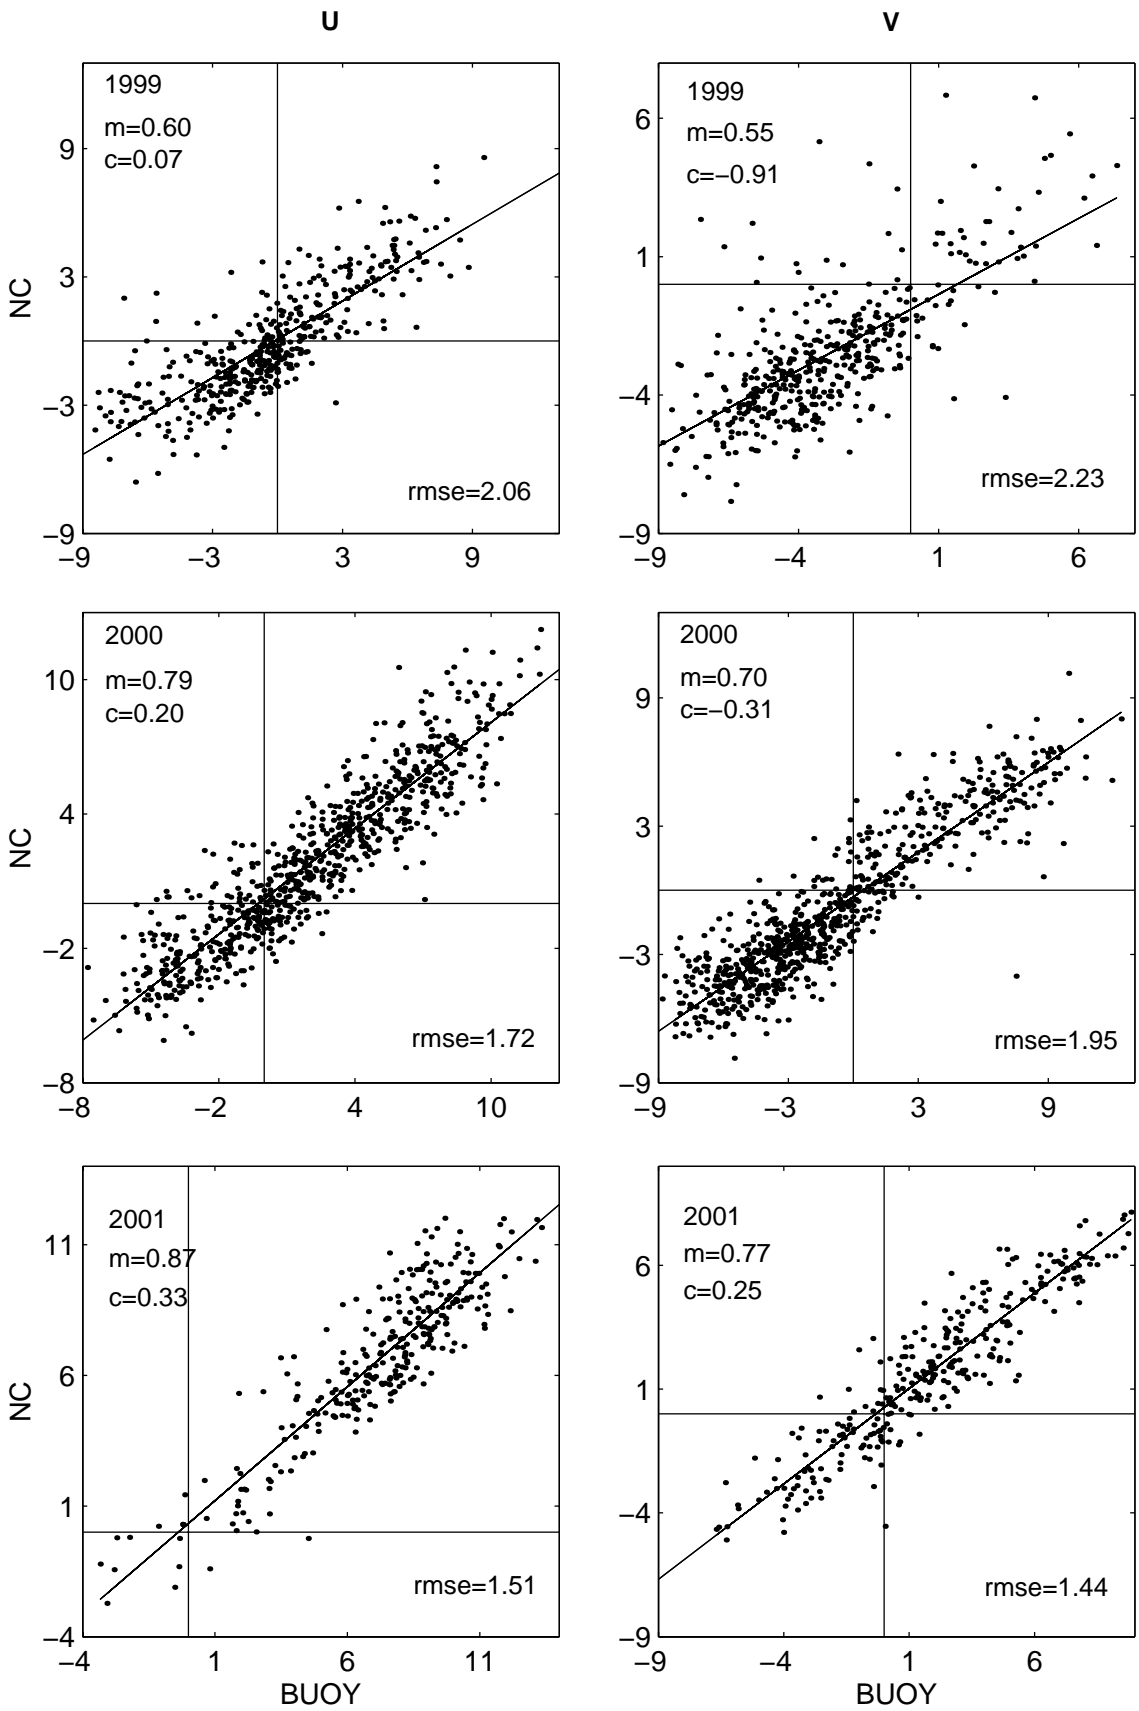 U
V
1999
m=0.60
c=0.07
rmse=2.06
NC
9
3
−3
−9
−9
−3
3
9
1999
m=0.55
c=−0.91
rmse=2.23
6
1
−4
−9
−9
−4
1
6
2000
m=0.79
c=0.20
rmse=1.72
NC
10
4
−2
−8
−8
−2
4
10
2000
m=0.70
c=−0.31
rmse=1.95
9
3
−3
−9
−9
−3
3
9
2001
m=0.87
c=0.33
rmse=1.51
NC
11
6
1
−4
−4
1
6
11
BUOY
2001
m=0.77
c=0.25
rmse=1.44
6
1
−4
−9
−9
−4
1
6
BUOY